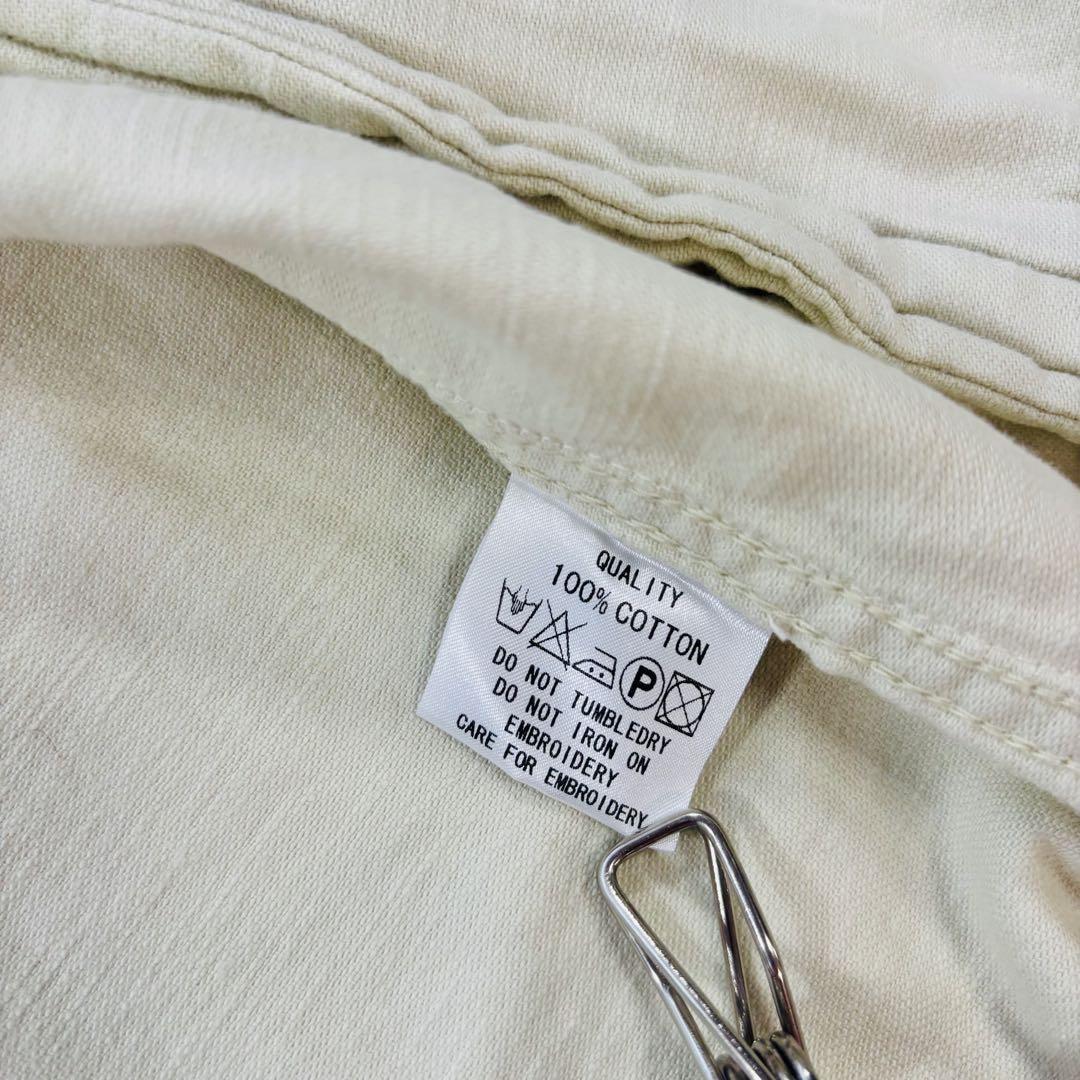 QUALITY
100% COTTON
P
DO NOT TUMBLEDRY
DO NOT IRON ON
EMBROIDERY
CARE FOR EMBROIDERY